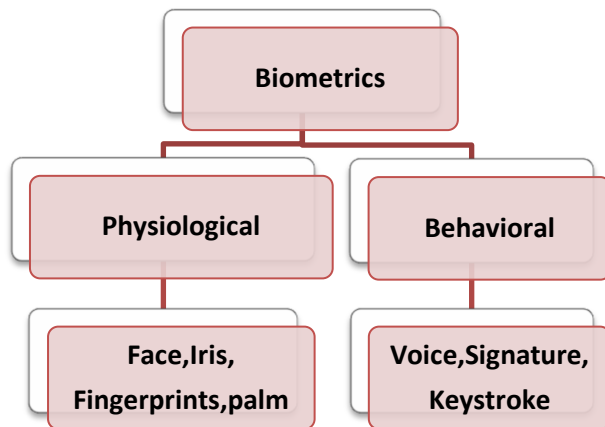 Biometrics
Physiological
Behavioral
Face,Iris,
Fingerprints,palm
Voice,Signature,
Keystroke